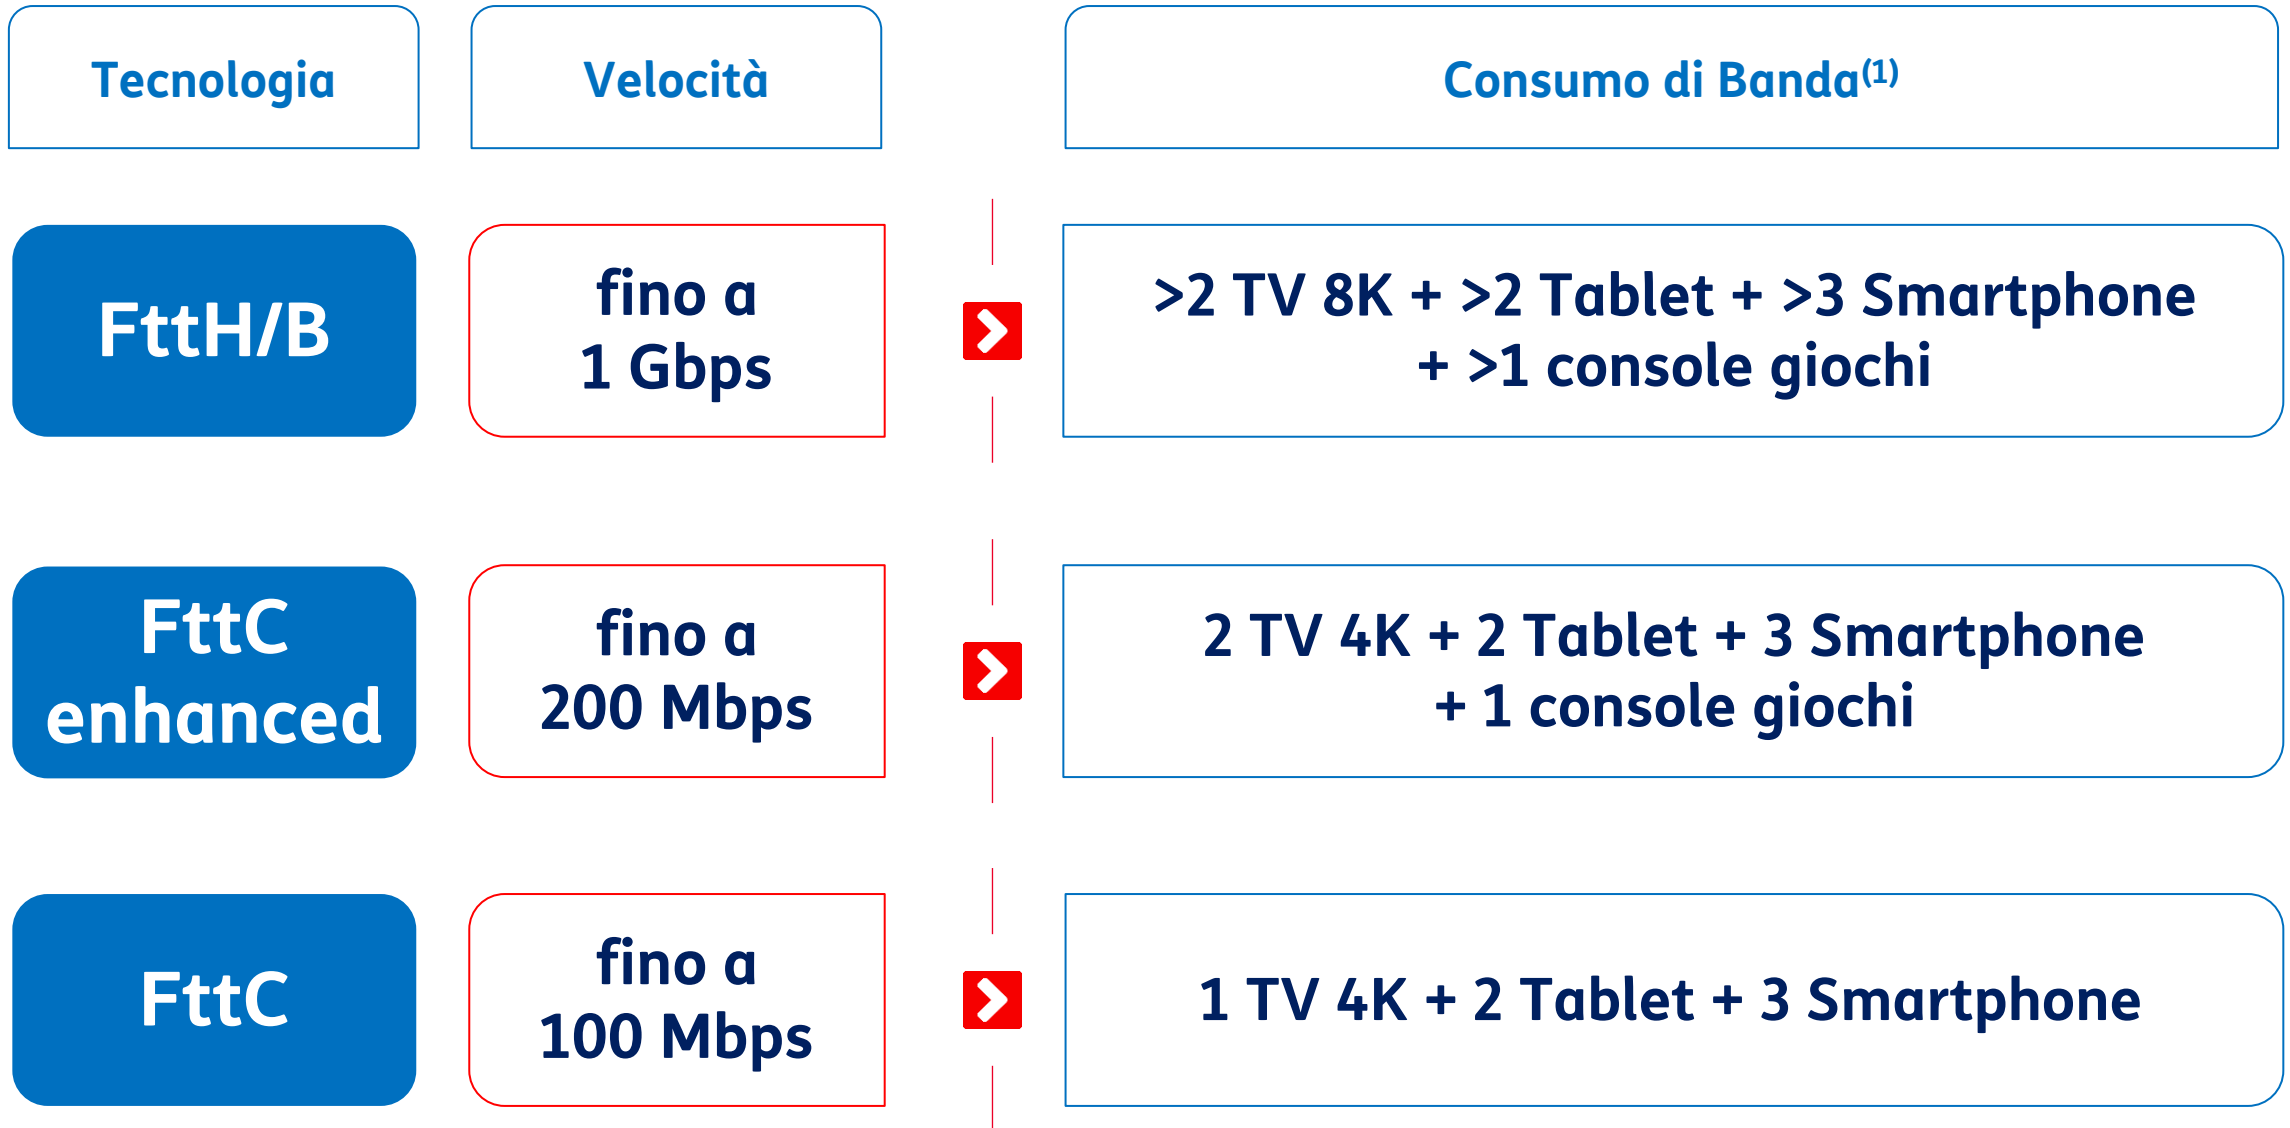 Tecnologia
Velocità
Consumo di Banda(1)
FttH/B
fino a
1 Gbps
>2 TV 8K + >2 Tablet + >3 Smartphone
+ >1 console giochi
FttC
enhanced
fino a
200 Mbps
2 TV 4K + 2 Tablet + 3 Smartphone
+ 1 console giochi
FttC
fino a
100 Mbps
1 TV 4K + 2 Tablet + 3 Smartphone